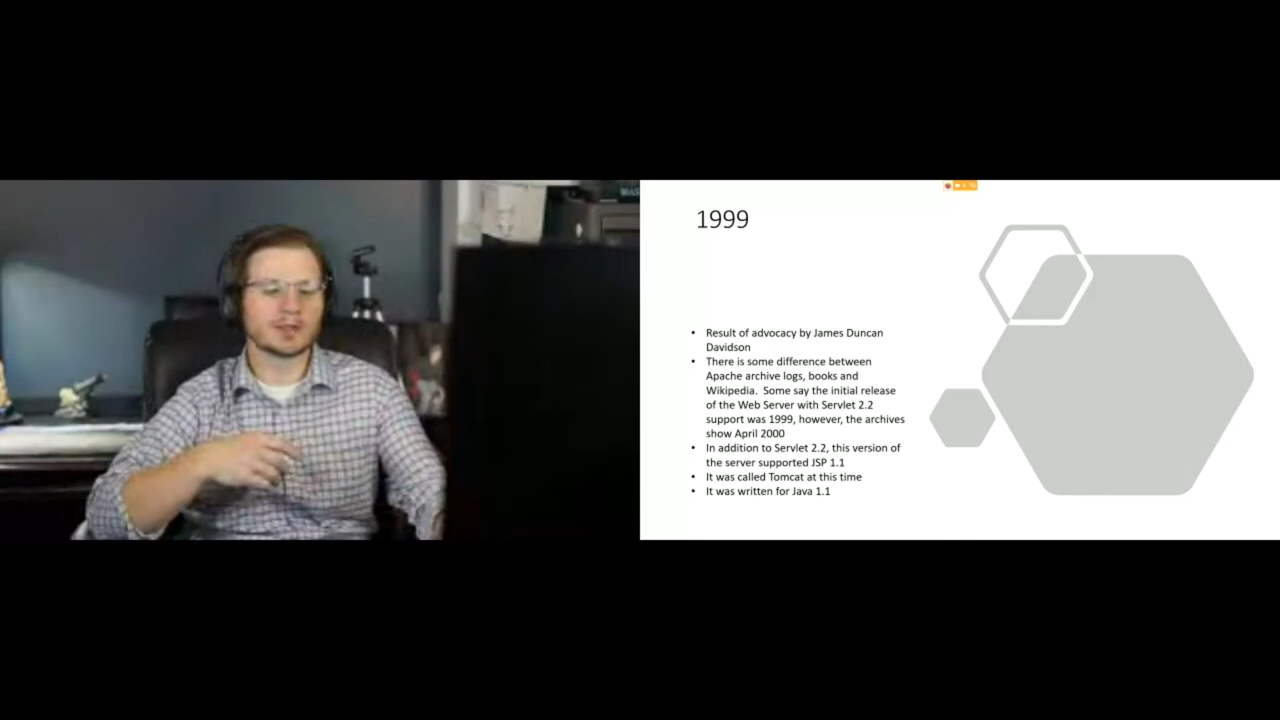 1999
• Result of advocacy by James Duncan
Davidson
• There is some difference between
Apache archive logs, books and
Wikipedia.  Some say the initial release
of the Web Server with Servlet 2.2
support was 1999, however, the archives
show April 2000
• In addition to Servlet 2.2, this version of
the server supported JSP 1.1
• It was called Tomcat at this time
• It was written for Java 1.1